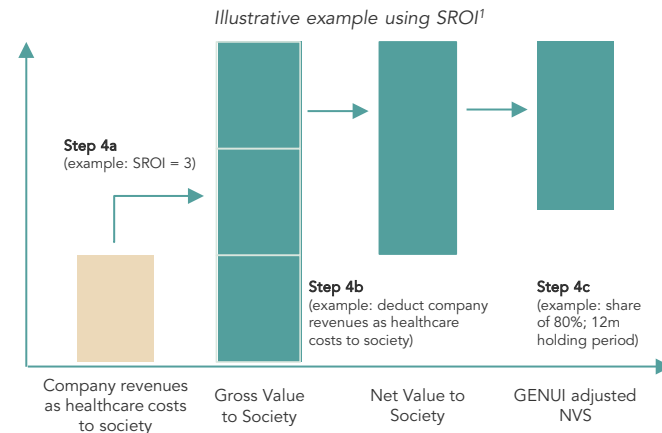 Illustrative example using SROI¹
Step 4a
(example: SROI = 3)
Step 4b
(example: deduct company
revenues as healthcare
costs to society)
Step 4c
(example: share
of 80%; 12m
holding period)
Company revenues
as healthcare costs
to society
Gross Value
to Society
Net Value to
Society
GENUI adjusted
NVS